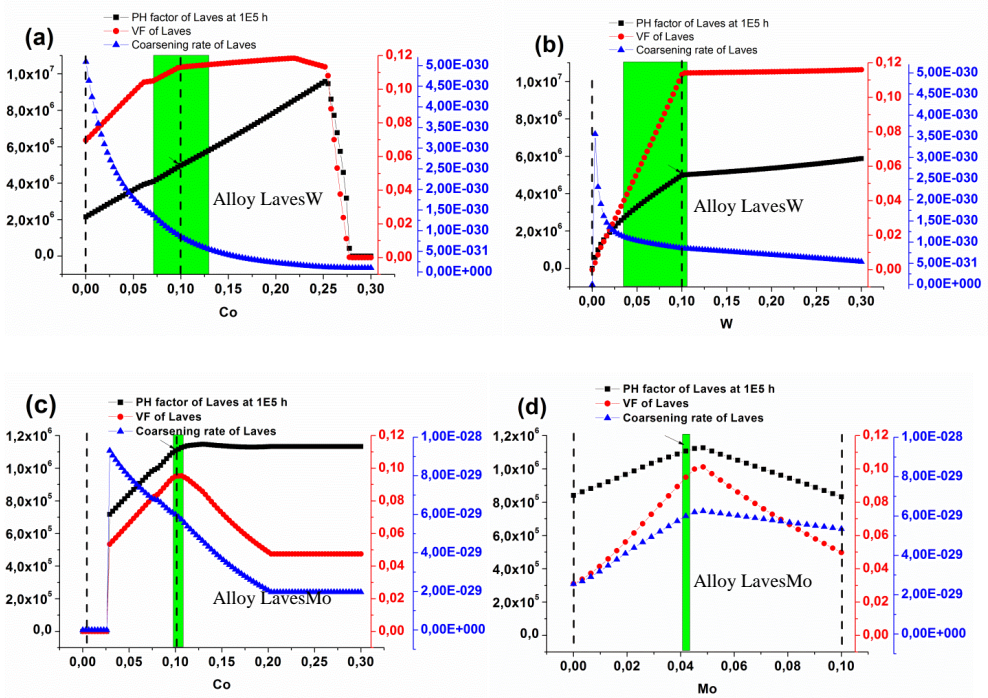 (a)
PH factor of Laves at 1E5 h
VF of Laves
Coarsening rate of Laves
1,0x10⁷
8,0x10⁶
6,0x10⁶
4,0x10⁶
2,0x10⁶
0,0
0,12
0,10
0,08
0,06
0,04
0,02
0,00
5,00E-030
4,50E-030
4,00E-030
3,50E-030
3,00E-030
2,50E-030
2,00E-030
1,50E-030
1,00E-030
5,00E-031
0,00E+000
Alloy LavesW
0,00 0,05 0,10 0,15 0,20 0,25 0,30
Co
(b)
PH factor of Laves at 1E5 h
VF of Laves
Coarsening rate of Laves
1,0x10⁷
8,0x10⁶
6,0x10⁶
4,0x10⁶
2,0x10⁶
0,0
0,12
0,10
0,08
0,06
0,04
0,02
0,00
5,00E-030
4,50E-030
4,00E-030
3,50E-030
3,00E-030
2,50E-030
2,00E-030
1,50E-030
1,00E-030
5,00E-031
0,00E+000
Alloy LavesW
0,00 0,05 0,10 0,15 0,20 0,25 0,30
W
(c)
PH factor of Laves at 1E5 h
VF of Laves
Coarsening rate of Laves
1,2x10⁶
1,0x10⁶
8,0x10⁵
6,0x10⁵
4,0x10⁵
2,0x10⁵
0,0
0,12
0,10
0,08
0,06
0,04
0,02
0,00
1,00E-028
8,00E-029
6,00E-029
4,00E-029
2,00E-029
0,00E+000
Alloy LavesMo
0,00 0,05 0,10 0,15 0,20 0,25 0,30
Co
(d)
PH factor of Laves at 1E5 h
VF of Laves
Coarsening rate of Laves
1,2x10⁶
1,0x10⁶
8,0x10⁵
6,0x10⁵
4,0x10⁵
2,0x10⁵
0,0
0,12
0,10
0,08
0,06
0,04
0,02
0,00
1,00E-028
8,00E-029
6,00E-029
4,00E-029
2,00E-029
0,00E+000
Alloy LavesMo
0,00 0,02 0,04 0,06 0,08 0,10
Mo